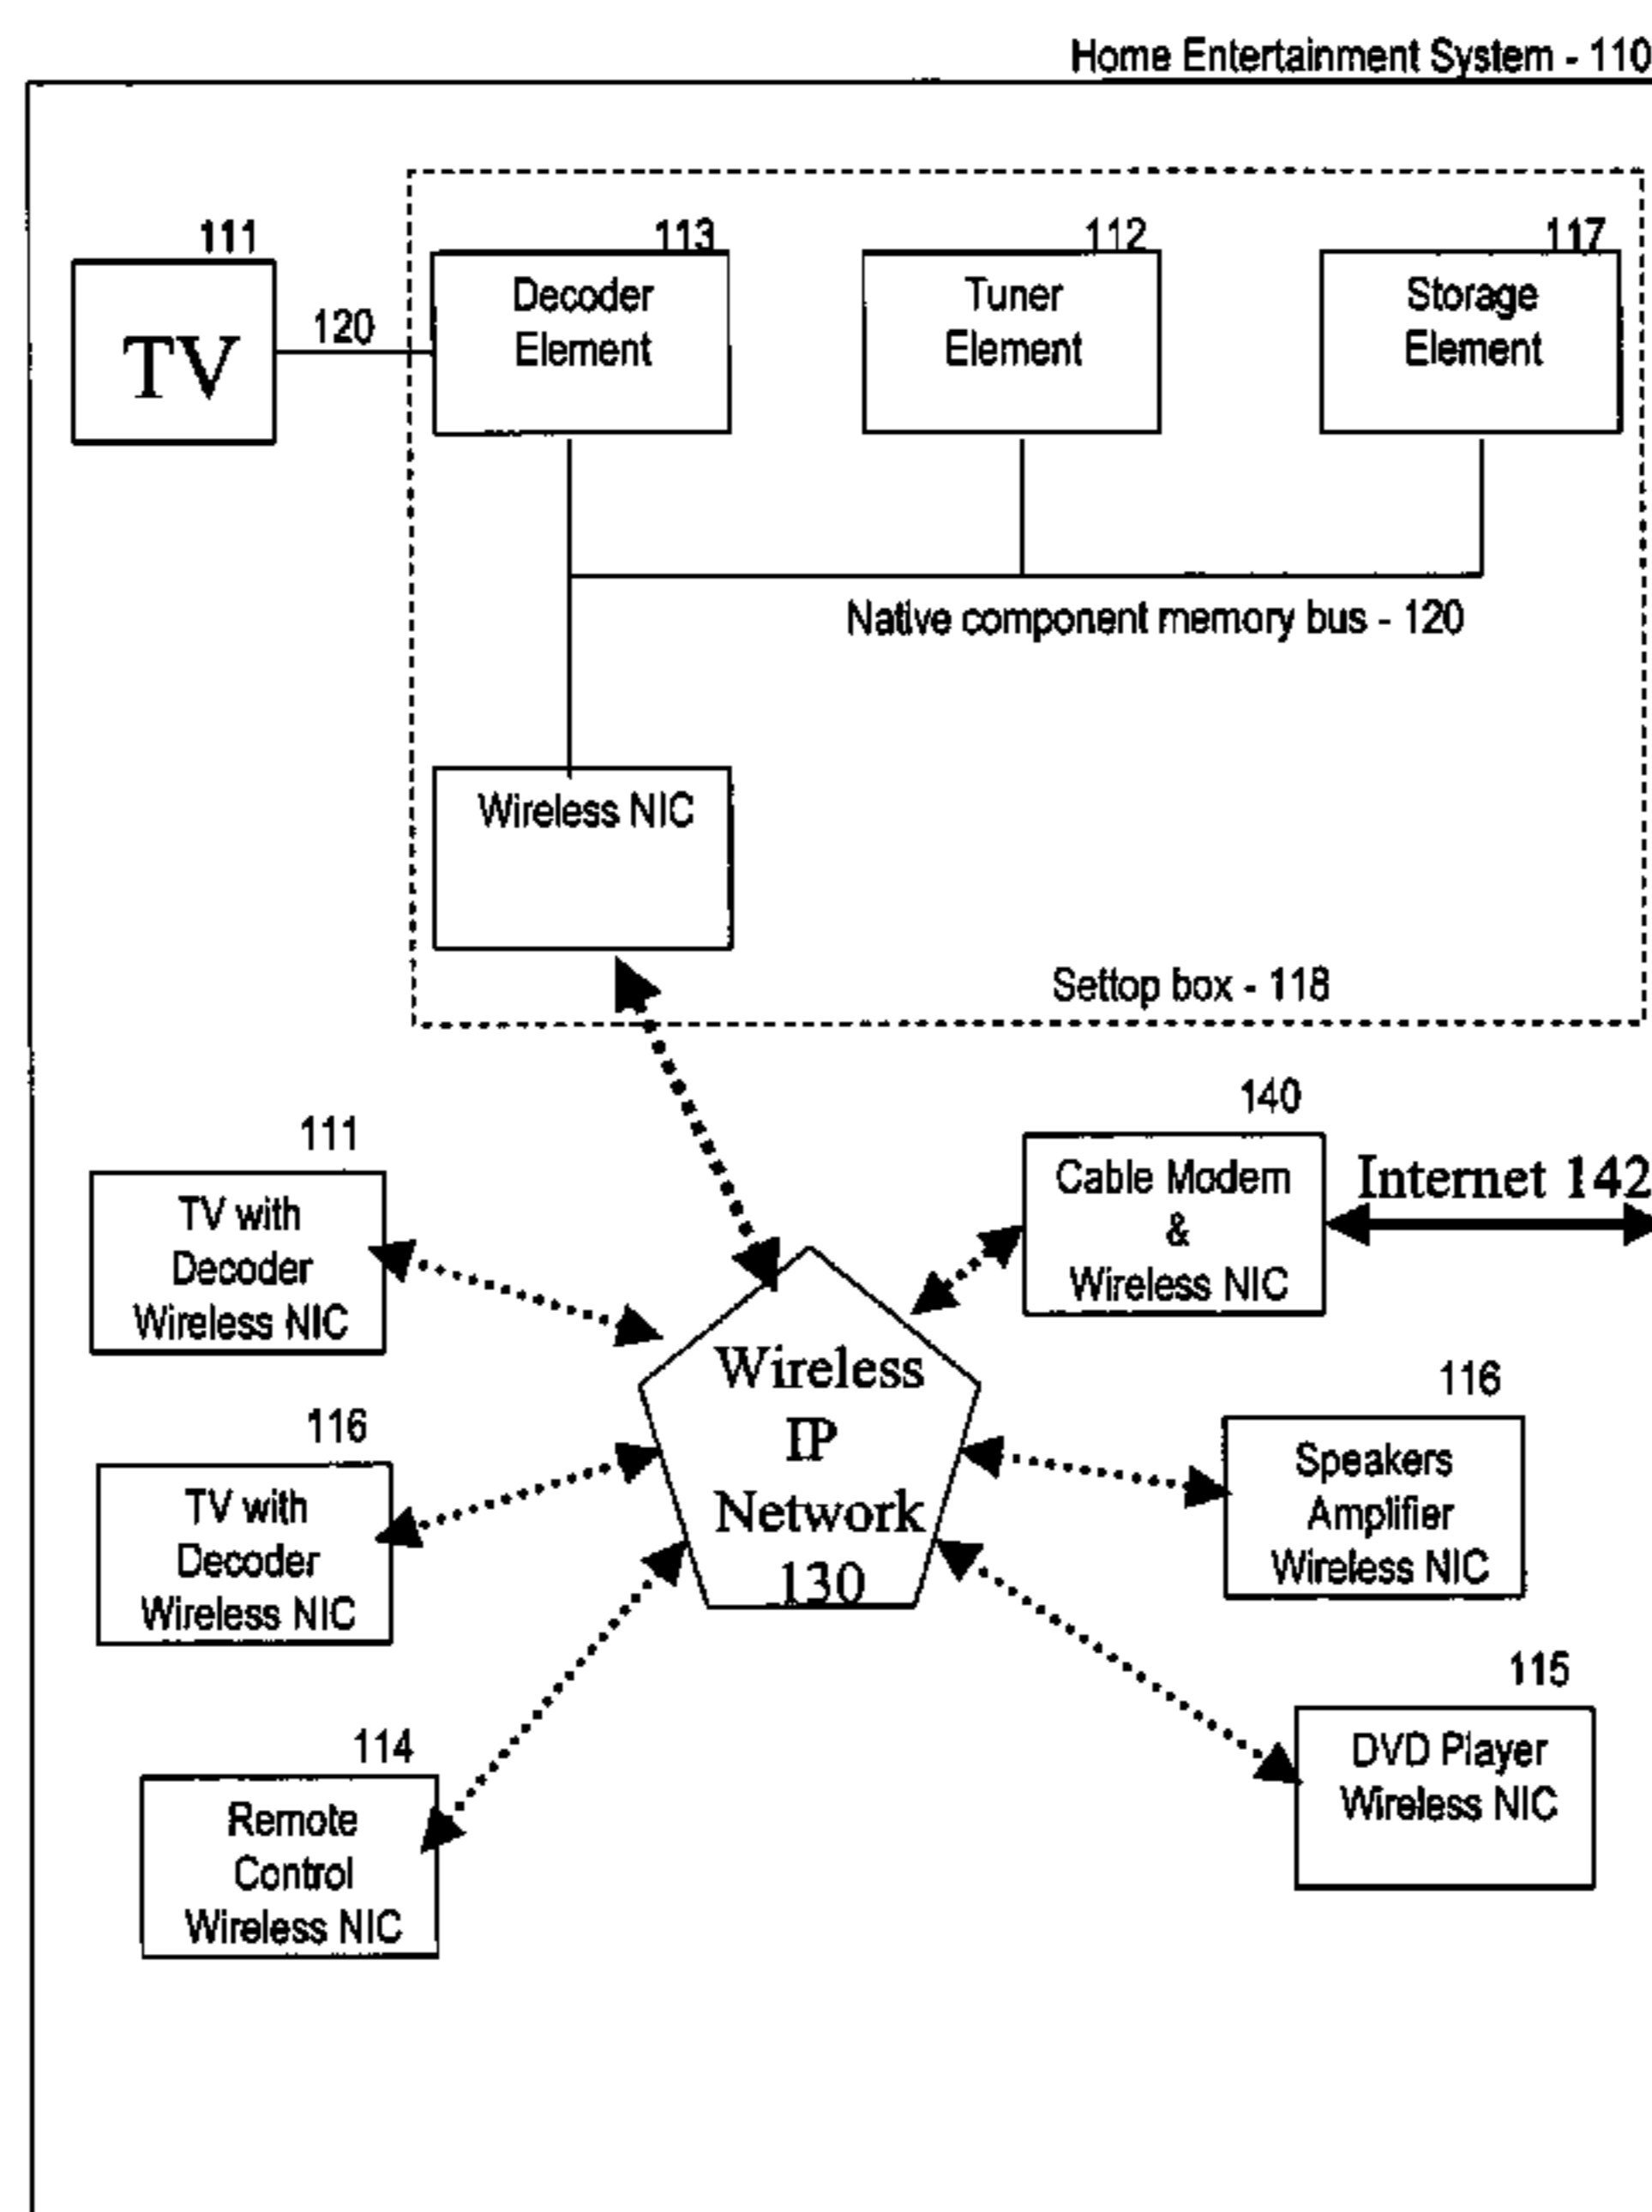 Home Entertainment System - 110
111
113
112
117
TV
120
Decoder
Element
Tuner
Element
Storage
Element
Native component memory bus - 120
Wireless NIC
Settop box - 118
140
Cable Modem
&
Wireless NIC
Internet 142
111
TV with
Decoder
Wireless NIC
Wireless
IP
Network
130
116
TV with
Decoder
Wireless NIC
116
Speakers
Amplifier
Wireless NIC
115
DVD Player
Wireless NIC
114
Remote
Control
Wireless NIC